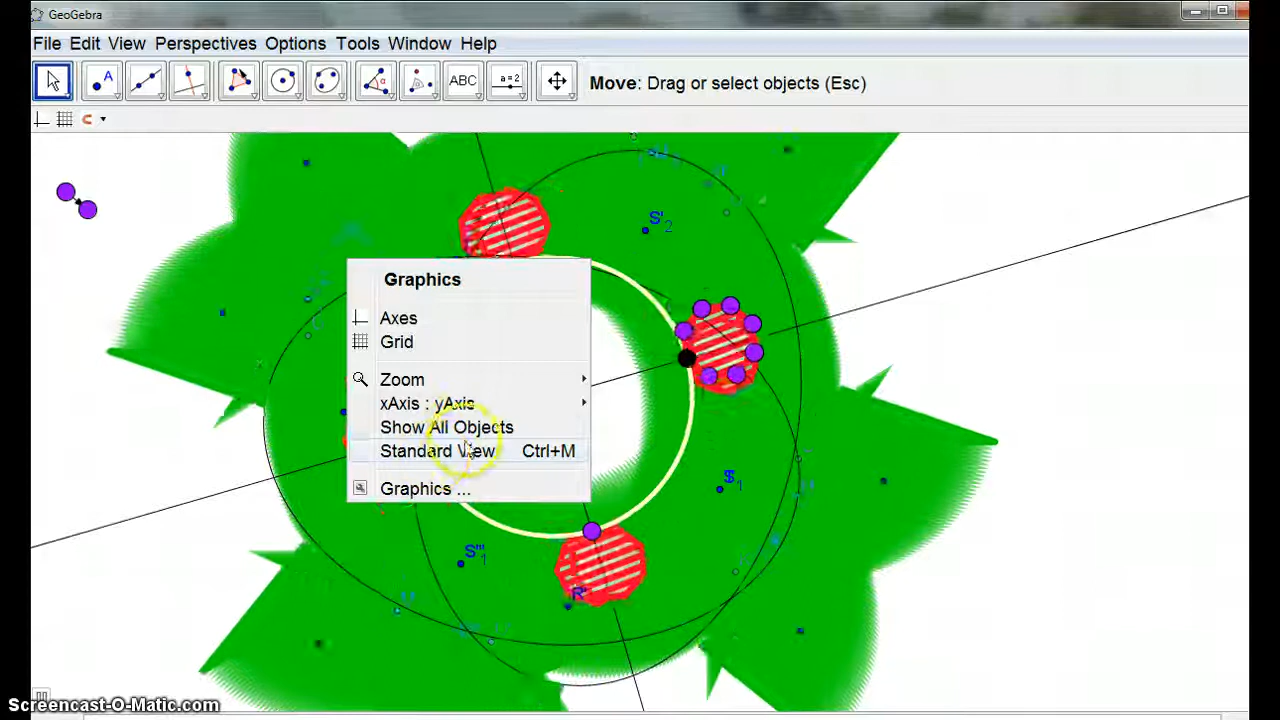 GeoGebra
File Edit View Perspectives Options Tools Window Help
A
α
ABC
a=2
Move: Drag or select objects (Esc)
S'2
Graphics
Axes
Grid
Zoom
xAxis : yAxis
Show All Objects
Standard View Ctrl+M
Graphics ...
S'''1
Screencast-O-Matic.com